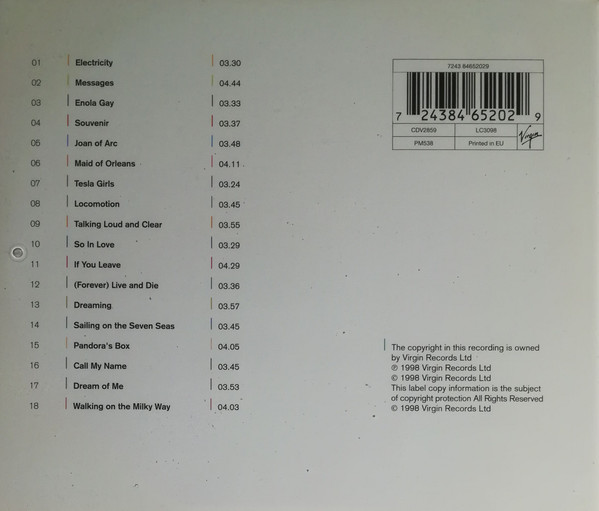 01 Electricity 03.30
02 Messages 04.44
03 Enola Gay 03.33
04 Souvenir 03.37
05 Joan of Arc 03.48
06 Maid of Orleans 04.11
07 Tesla Girls 03.24
08 Locomotion 03.45
09 Talking Loud and Clear 03.55
10 So In Love 03.29
11 If You Leave 04.29
12 (Forever) Live and Die 03.36
13 Dreaming 03.57
14 Sailing on the Seven Seas 03.45
15 Pandora's Box 04.05
16 Call My Name 03.45
17 Dream of Me 03.53
18 Walking on the Milky Way 04.03
7243 84652029
7 24384 65202 9
CDV2859 LC3098
PM538 Printed in EU
Virgin
The copyright in this recording is owned
by Virgin Records Ltd
℗ 1998 Virgin Records Ltd
© 1998 Virgin Records Ltd
This label copy information is the subject
of copyright protection All Rights Reserved
© 1998 Virgin Records Ltd